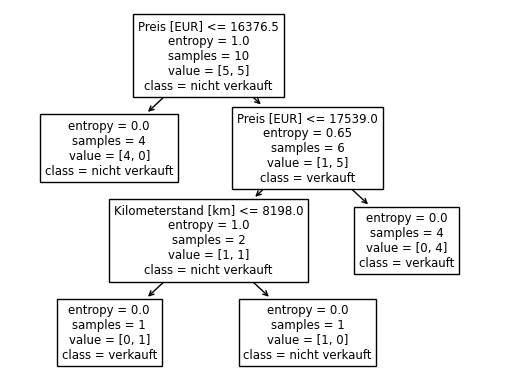 Preis [EUR] <= 16376.5
entropy = 1.0
samples = 10
value = [5, 5]
class = nicht verkauft
entropy = 0.0
samples = 4
value = [4, 0]
class = nicht verkauft
Preis [EUR] <= 17539.0
entropy = 0.65
samples = 6
value = [1, 5]
class = verkauft
Kilometerstand [km] <= 8198.0
entropy = 1.0
samples = 2
value = [1, 1]
class = nicht verkauft
entropy = 0.0
samples = 4
value = [0, 4]
class = verkauft
entropy = 0.0
samples = 1
value = [0, 1]
class = verkauft
entropy = 0.0
samples = 1
value = [1, 0]
class = nicht verkauft